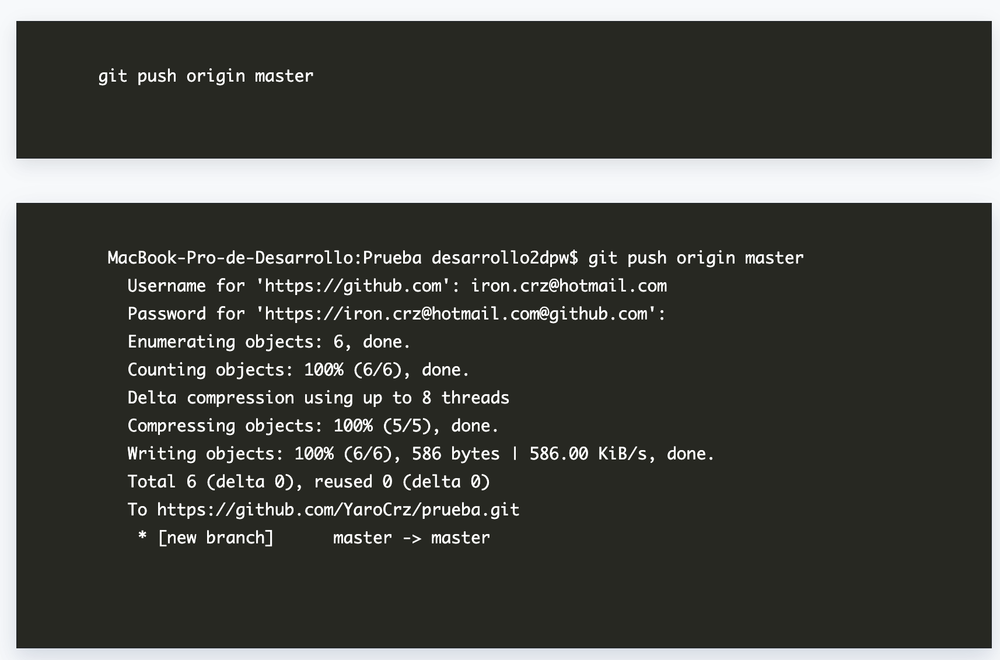 git push origin master
MacBook-Pro-de-Desarrollo:Prueba desarrollo2dpw$ git push origin master
Username for 'https://github.com': iron.crz@hotmail.com
Password for 'https://iron.crz@hotmail.com@github.com':
Enumerating objects: 6, done.
Counting objects: 100% (6/6), done.
Delta compression using up to 8 threads
Compressing objects: 100% (5/5), done.
Writing objects: 100% (6/6), 586 bytes | 586.00 KiB/s, done.
Total 6 (delta 0), reused 0 (delta 0)
To https://github.com/YaroCrz/prueba.git
* [new branch]      master -> master